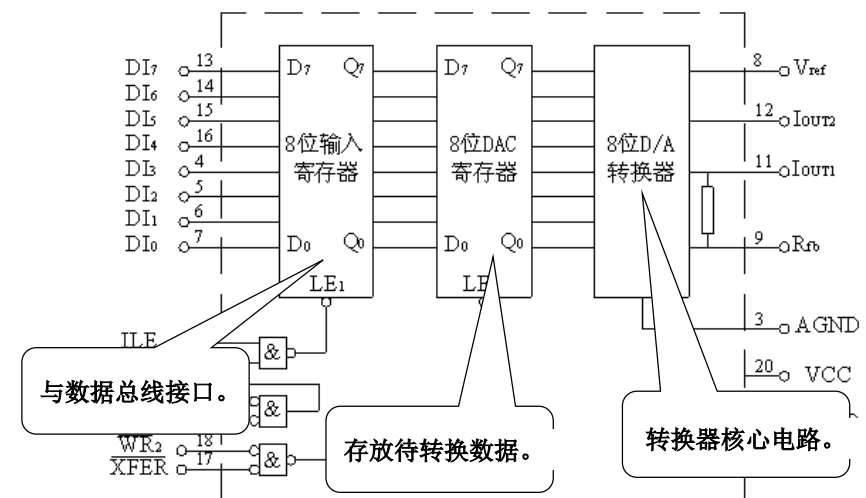 DI7 13 D7 Q7 D7 Q7 8 Vref
DI6 14
DI5 15 12 IOUT2
DI4 16 8位输入 8位DAC 8位D/A
DI3 4 寄存器 寄存器 转换器 11 IOUT1
DI2 5
DI1 6
DI0 7 D0 Q0 D0 Q0 9 Rfb
LE1 LE
3 AGND
ILE &
20 VCC
与数据总线接口。 &
转换器核心电路。
WR2 18 存放待转换数据。
XFER 17 &